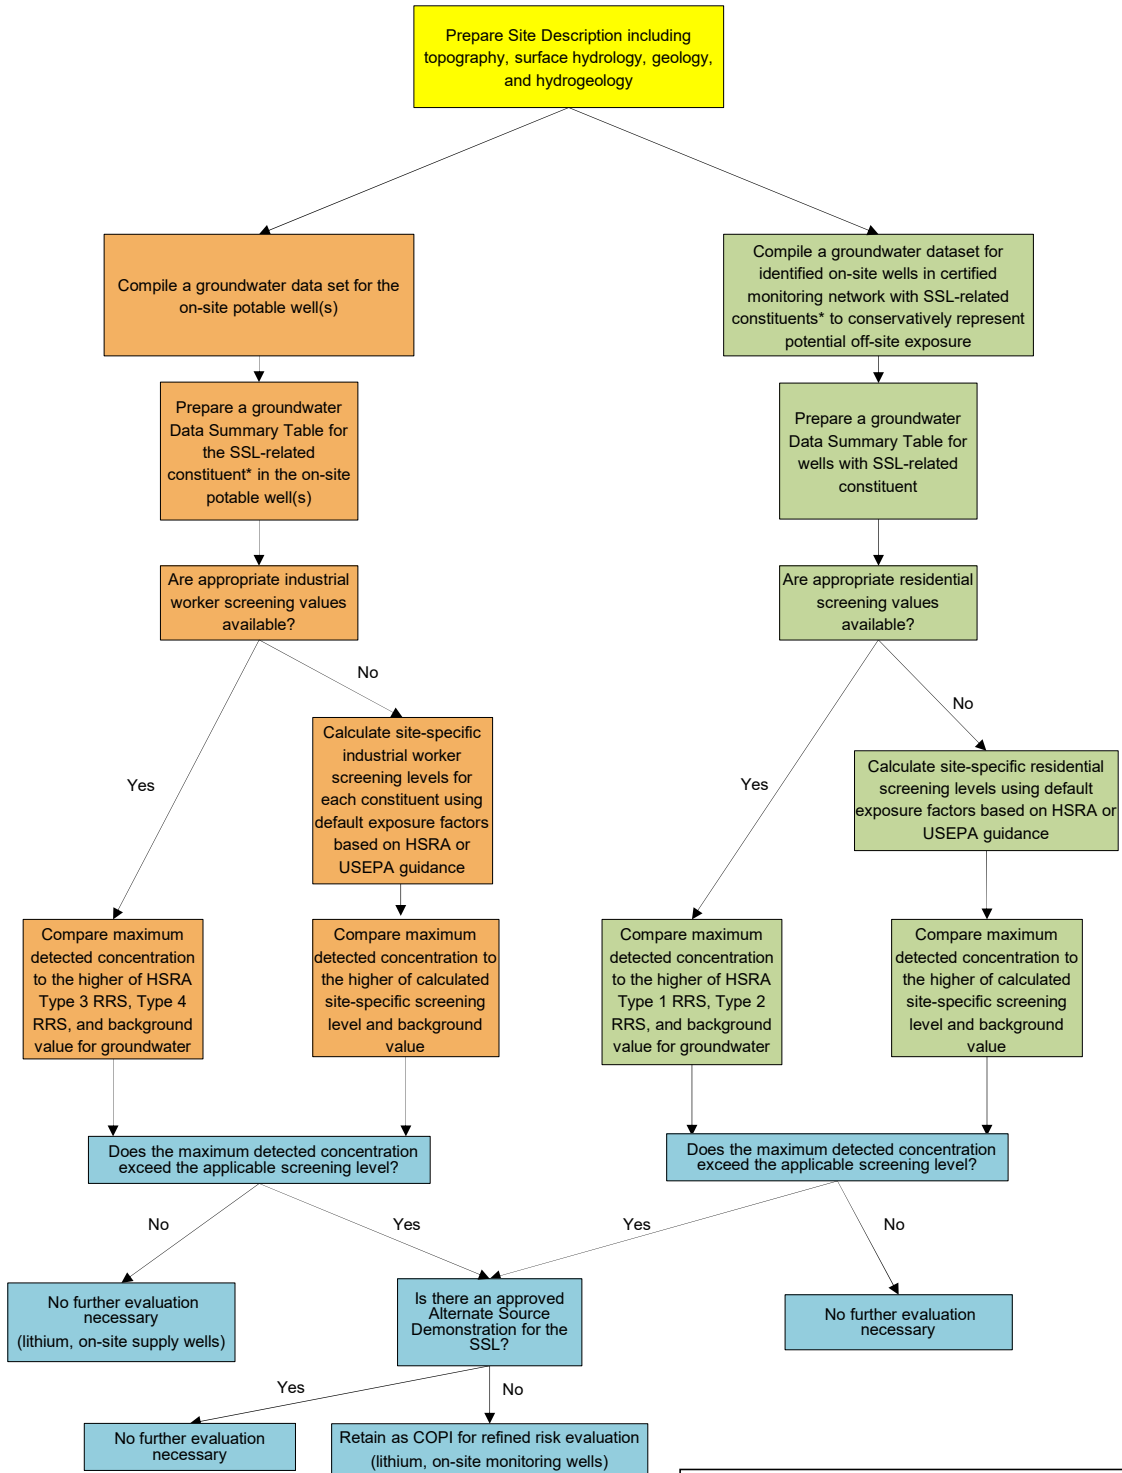 Prepare Site Description including
topography, surface hydrology, geology,
and hydrogeology
Compile a groundwater data set for the
on-site potable well(s)
Compile a groundwater dataset for
identified on-site wells in certified
monitoring network with SSL-related
constituents* to conservatively represent
potential off-site exposure
Prepare a groundwater
Data Summary Table for
the SSL-related
constituent* in the on-site
potable well(s)
Prepare a groundwater
Data Summary Table for
wells with SSL-related
constituent
Are appropriate industrial
worker screening values
available?
Are appropriate residential
screening values
available?
No
Yes
Calculate site-specific
industrial worker
screening levels for
each constituent using
default exposure factors
based on HSRA or
USEPA guidance
No
Yes
Calculate site-specific residential
screening levels using default
exposure factors based on HSRA or
USEPA guidance
Compare maximum
detected concentration
to the higher of HSRA
Type 3 RRS, Type 4
RRS, and background
value for groundwater
Compare maximum
detected concentration to
the higher of calculated
site-specific screening
level and background
value
Compare maximum
detected concentration
to the higher of HSRA
Type 1 RRS, Type 2
RRS, and background
value for groundwater
Compare maximum
detected concentration to
the higher of calculated
site-specific screening
level and background
value
Does the maximum detected concentration
exceed the applicable screening level?
Does the maximum detected concentration
exceed the applicable screening level?
No
Yes
Yes
No
No further evaluation
necessary
(lithium, on-site supply wells)
Is there an approved
Alternate Source
Demonstration for the
SSL?
No further evaluation
necessary
Yes
No
No further evaluation
necessary
Retain as COPI for refined risk evaluation
(lithium, on-site monitoring wells)